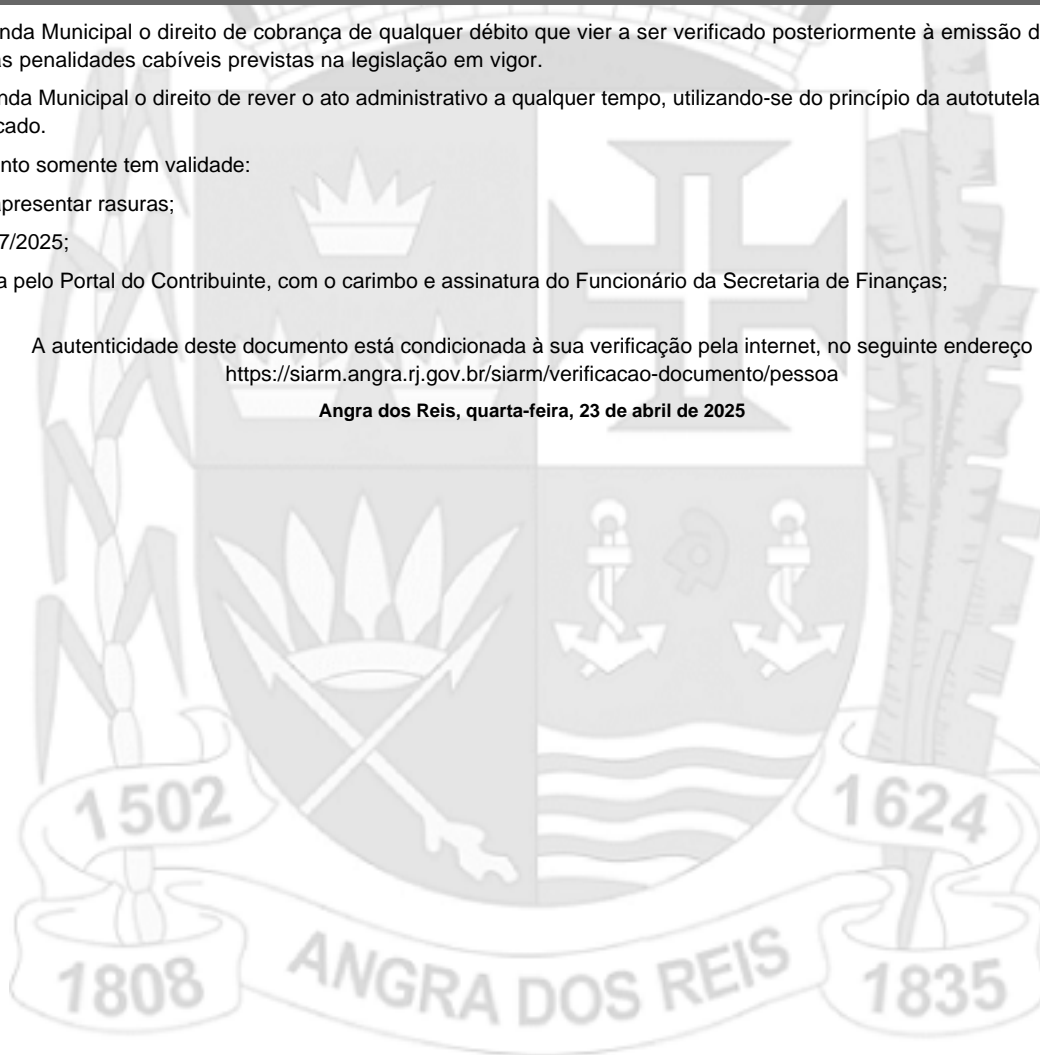 nda Municipal o direito de cobrança de qualquer débito que vier a ser verificado posteriormente à emissão d
as penalidades cabíveis previstas na legislação em vigor.
nda Municipal o direito de rever o ato administrativo a qualquer tempo, utilizando-se do princípio da autotutela
cado.
nto somente tem validade:
apresentar rasuras;
7/2025;
a pelo Portal do Contribuinte, com o carimbo e assinatura do Funcionário da Secretaria de Finanças;
A autenticidade deste documento está condicionada à sua verificação pela internet, no seguinte endereço
https://siarm.angra.rj.gov.br/siarm/verificacao-documento/pessoa
Angra dos Reis, quarta-feira, 23 de abril de 2025
1502
1624
1808
ANGRA DOS REIS
1835